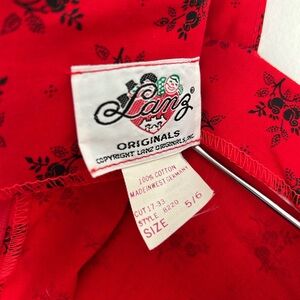 Lanz®
ORIGINALS
COPYRIGHT LANZ ORIGINALS, INC.
100% COTTON
MADE IN WEST GERMANY
CUT 17-33
STYLE 8220
SIZE 5/6